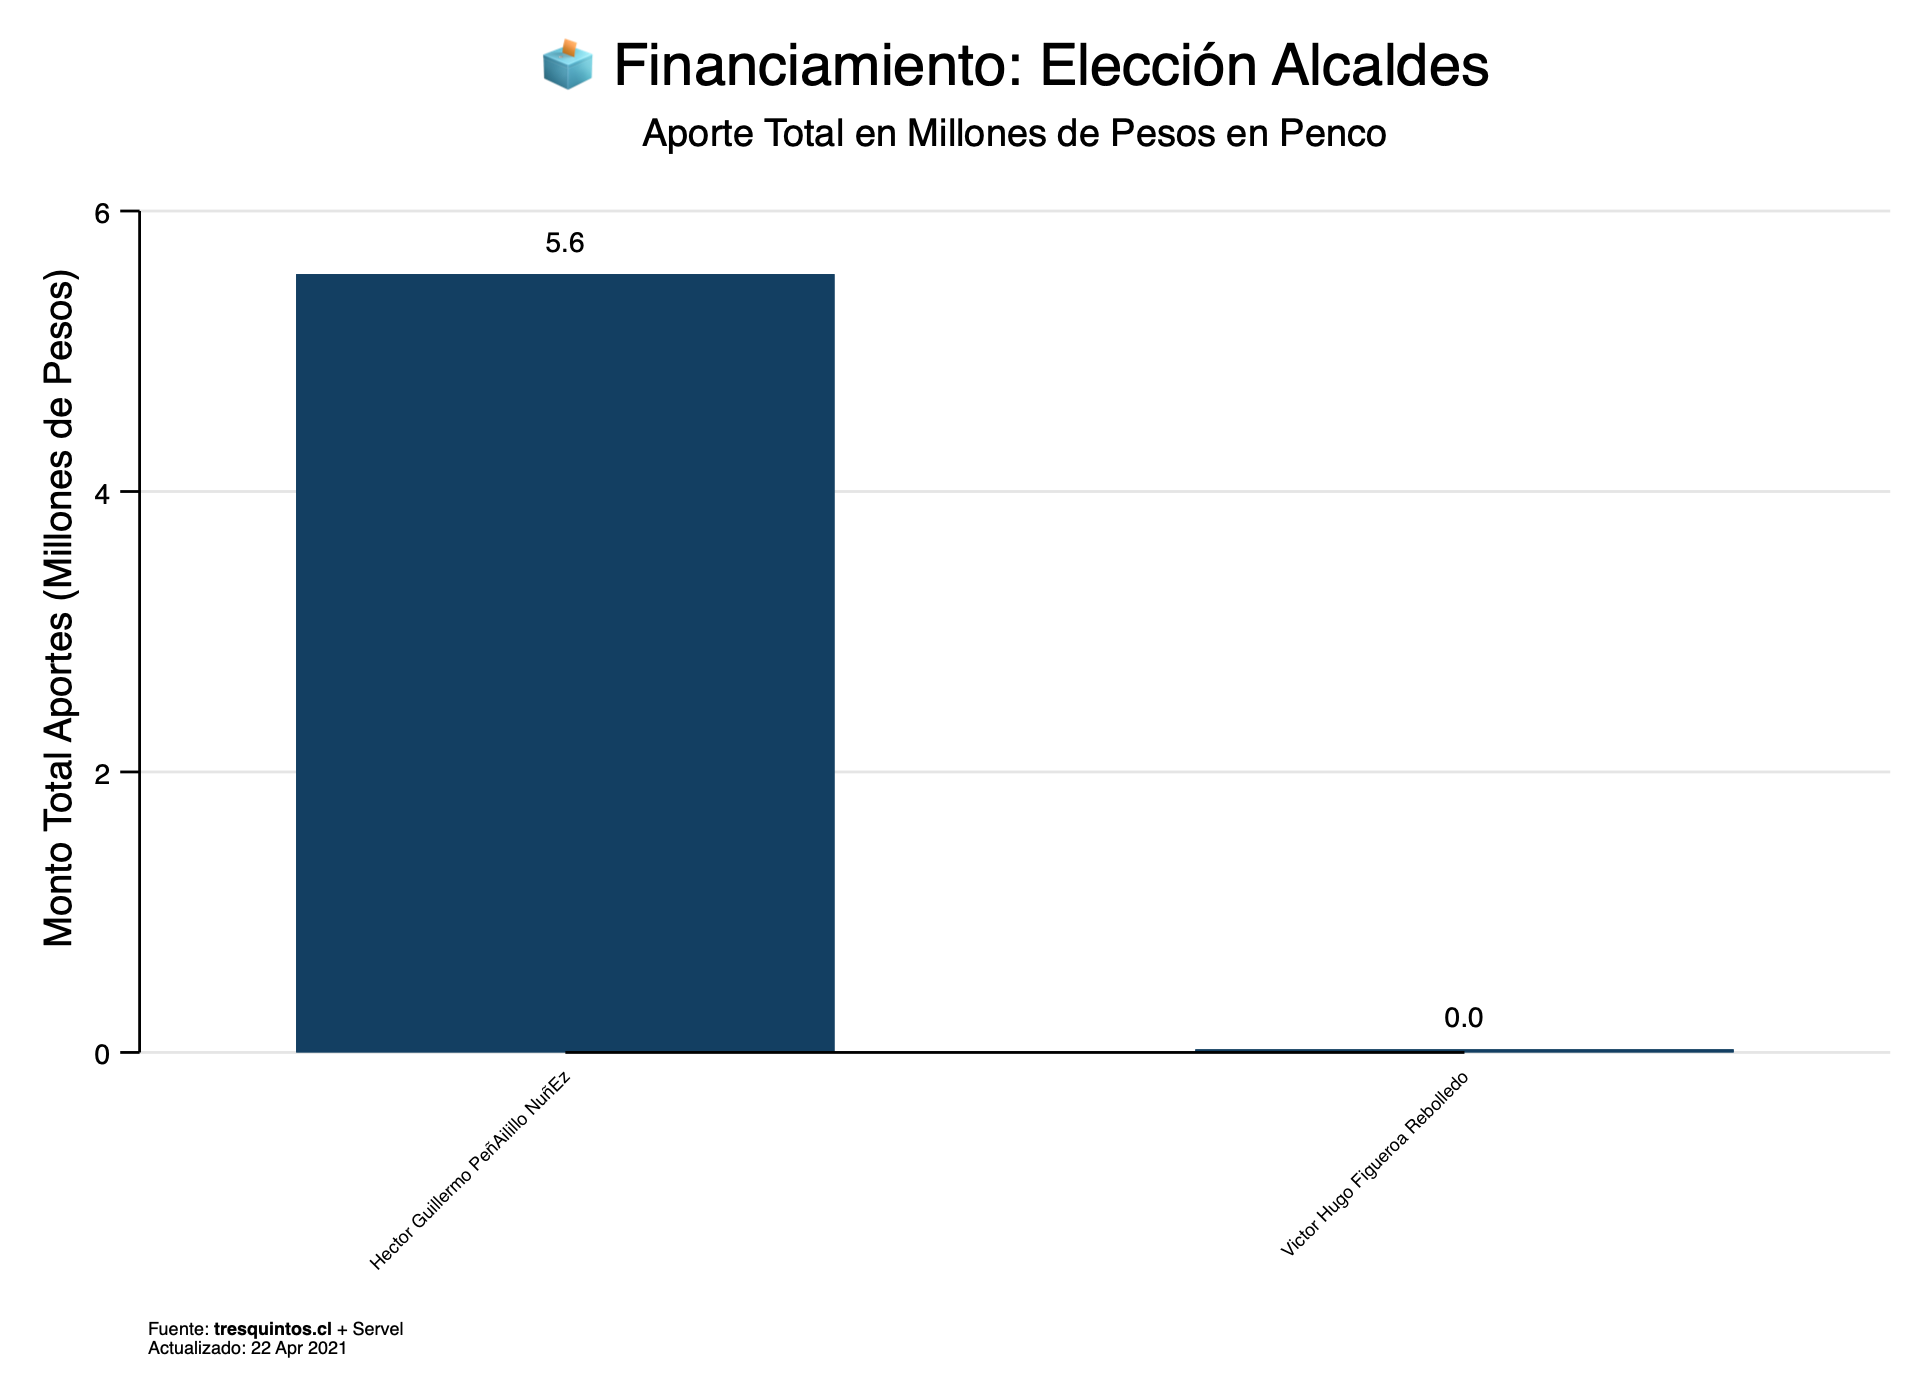 Financiamiento: Elección Alcaldes
Aporte Total en Millones de Pesos en Penco
Monto Total Aportes (Millones de Pesos)
6
4
2
0
5.6
0.0
Hector Guillermo PeñAilillo NuñEz
Victor Hugo Figueroa Rebolledo
Fuente: tresquintos.cl + Servel
Actualizado: 22 Apr 2021